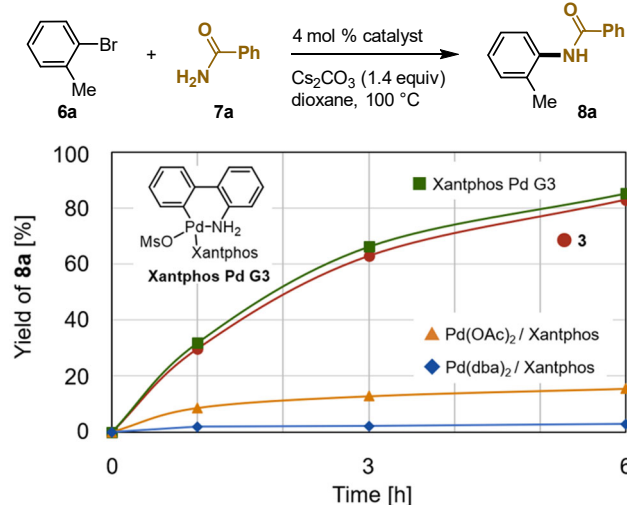 Br
Me
6a
+
O
H₂N
Ph
7a
4 mol % catalyst
Cs₂CO₃ (1.4 equiv)
dioxane, 100 °C
O
Ph
NH
Me
8a
Yield of 8a [%]
100
80
60
40
20
0
Pd–NH₂
MsO
Xantphos
Xantphos Pd G3
Xantphos Pd G3
3
Pd(OAc)₂ / Xantphos
Pd(dba)₂ / Xantphos
0
3
6
Time [h]